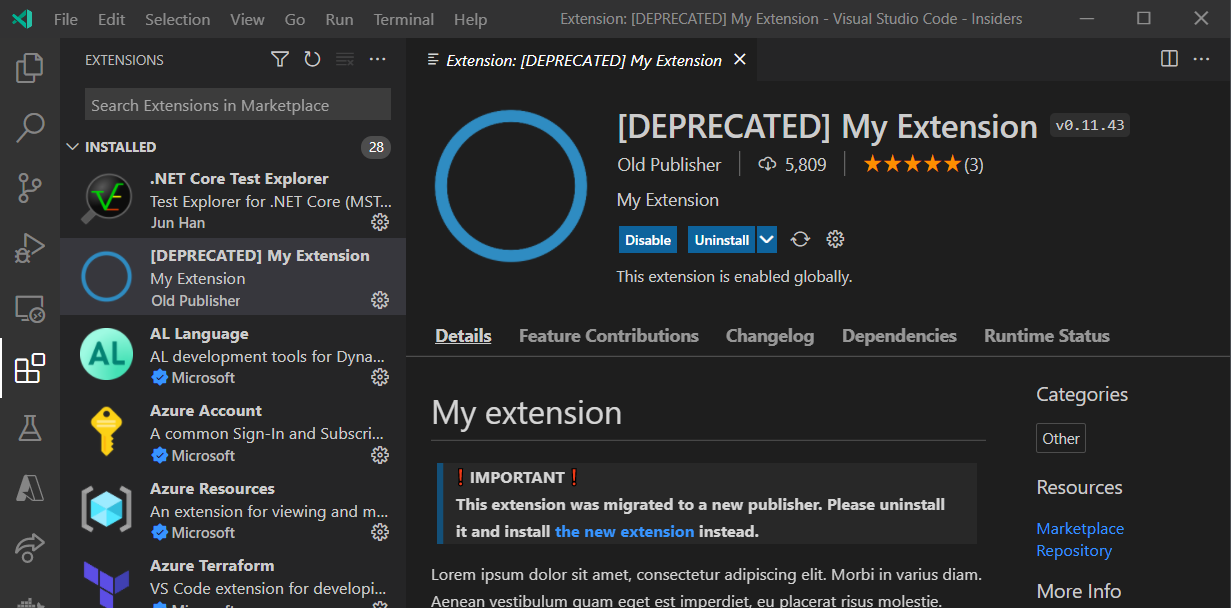 File Edit Selection View Go Run Terminal Help
Extension: [DEPRECATED] My Extension - Visual Studio Code - Insiders
EXTENSIONS
Search Extensions in Marketplace
INSTALLED 28
.NET Core Test Explorer
Test Explorer for .NET Core (MST...
Jun Han
[DEPRECATED] My Extension
My Extension
Old Publisher
AL
AL Language
AL development tools for Dyna...
Microsoft
Azure Account
A common Sign-In and Subscri...
Microsoft
Azure Resources
An extension for viewing and m...
Microsoft
Azure Terraform
VS Code extension for developi...
Microsoft
Extension: [DEPRECATED] My Extension
[DEPRECATED] My Extension v0.11.43
Old Publisher 5,809 ★★★★★(3)
My Extension
Disable Uninstall
This extension is enabled globally.
Details Feature Contributions Changelog Dependencies Runtime Status
My extension
❗IMPORTANT❗
This extension was migrated to a new publisher. Please uninstall
it and install the new extension instead.
Lorem ipsum dolor sit amet, consectetur adipiscing elit. Morbi in varius diam.
Aenean vestibulum quam eget est imperdiet, eu placerat risus molestie.
Categories
Other
Resources
Marketplace
Repository
More Info